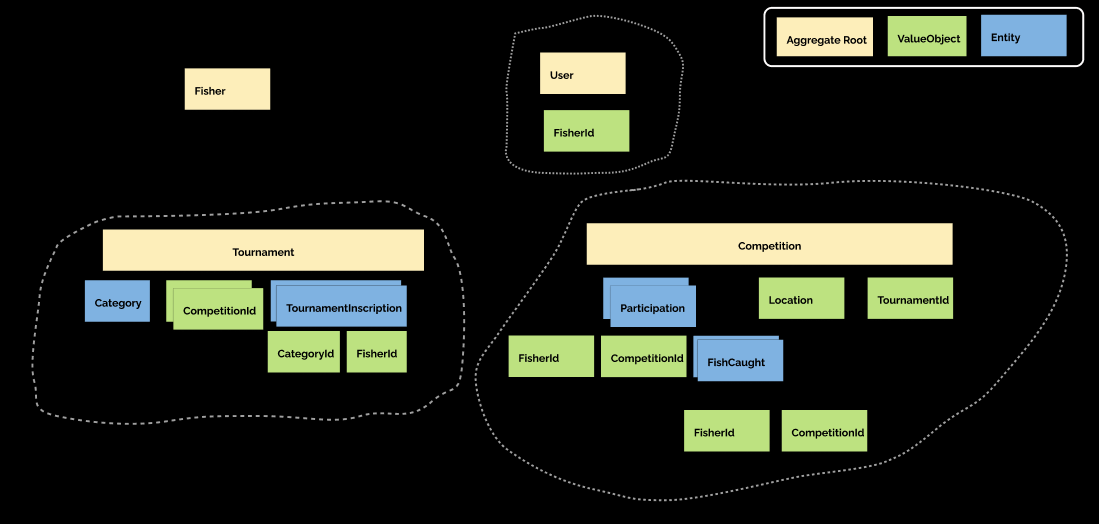 Aggregate Root
ValueObject
Entity
User
Fisher
FisherId
Tournament
Category
CompetitionId
TournamentInscription
CategoryId
FisherId
Competition
Participation
Location
TournamentId
FisherId
CompetitionId
FishCaught
FisherId
CompetitionId